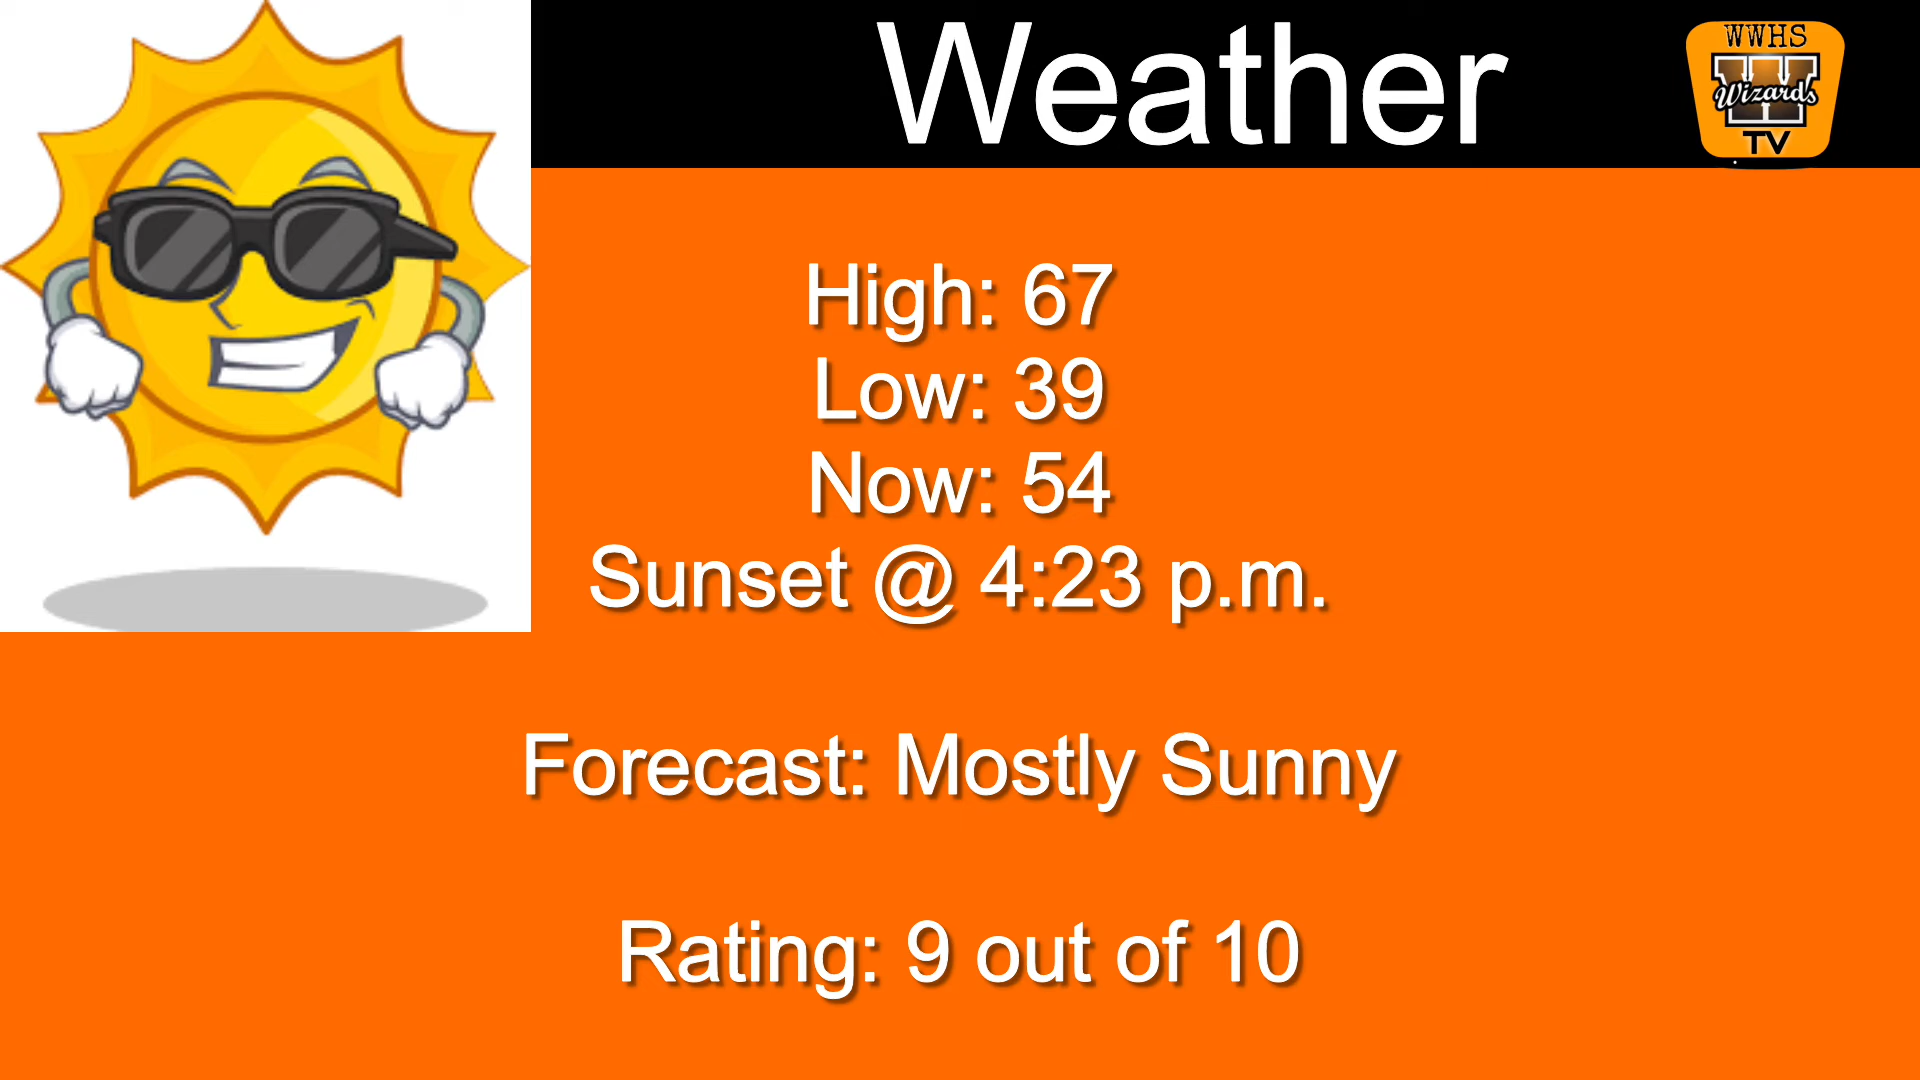 Weather
WWHS
W
Wizards
TV
High: 67
Low: 39
Now: 54
Sunset @ 4:23 p.m.
Forecast: Mostly Sunny
Rating: 9 out of 10